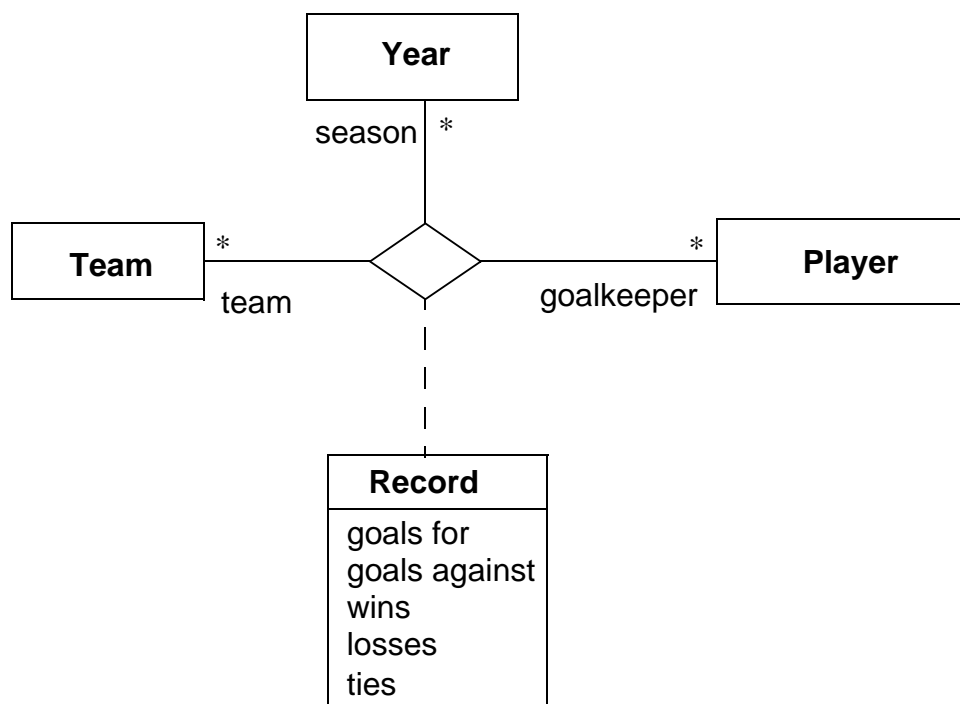 Year
season *
Team
*
team
*
goalkeeper
Player
Record
goals for
goals against
wins
losses
ties